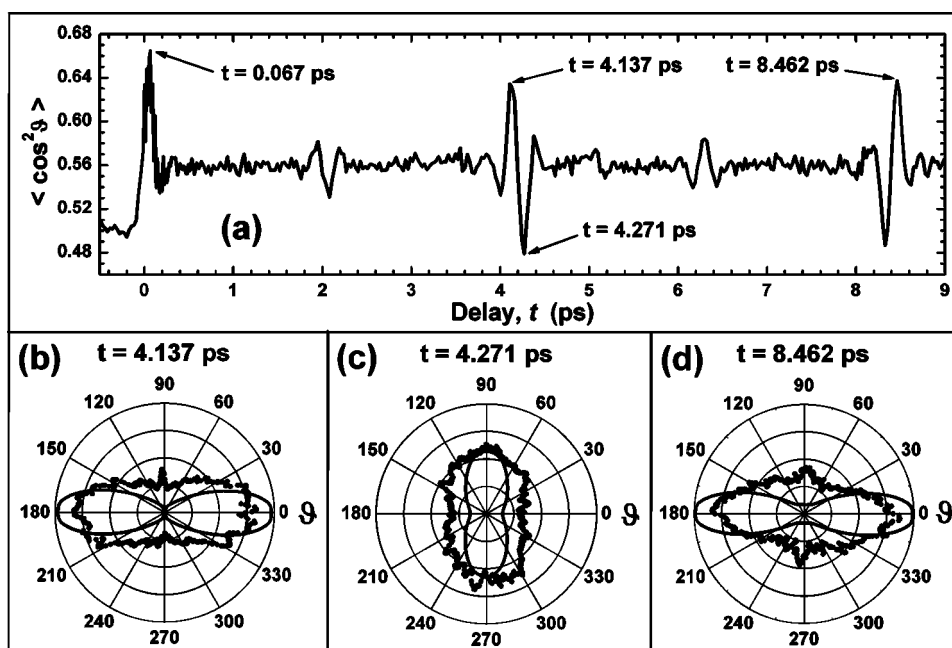 0.68
0.64
0.60
0.56
0.52
0.48
< cos²ϑ >
t = 0.067 ps
t = 4.137 ps
t = 8.462 ps
t = 4.271 ps
(a)
0 1 2 3 4 5 6 7 8 9
Delay, t (ps)
(b) t = 4.137 ps
90
120 60
150 30
180 0 ϑ
210 330
240 300
270
(c) t = 4.271 ps
90
120 60
150 30
180 0 ϑ
210 330
240 300
270
(d) t = 8.462 ps
90
120 60
150 30
180 0 ϑ
210 330
240 300
270